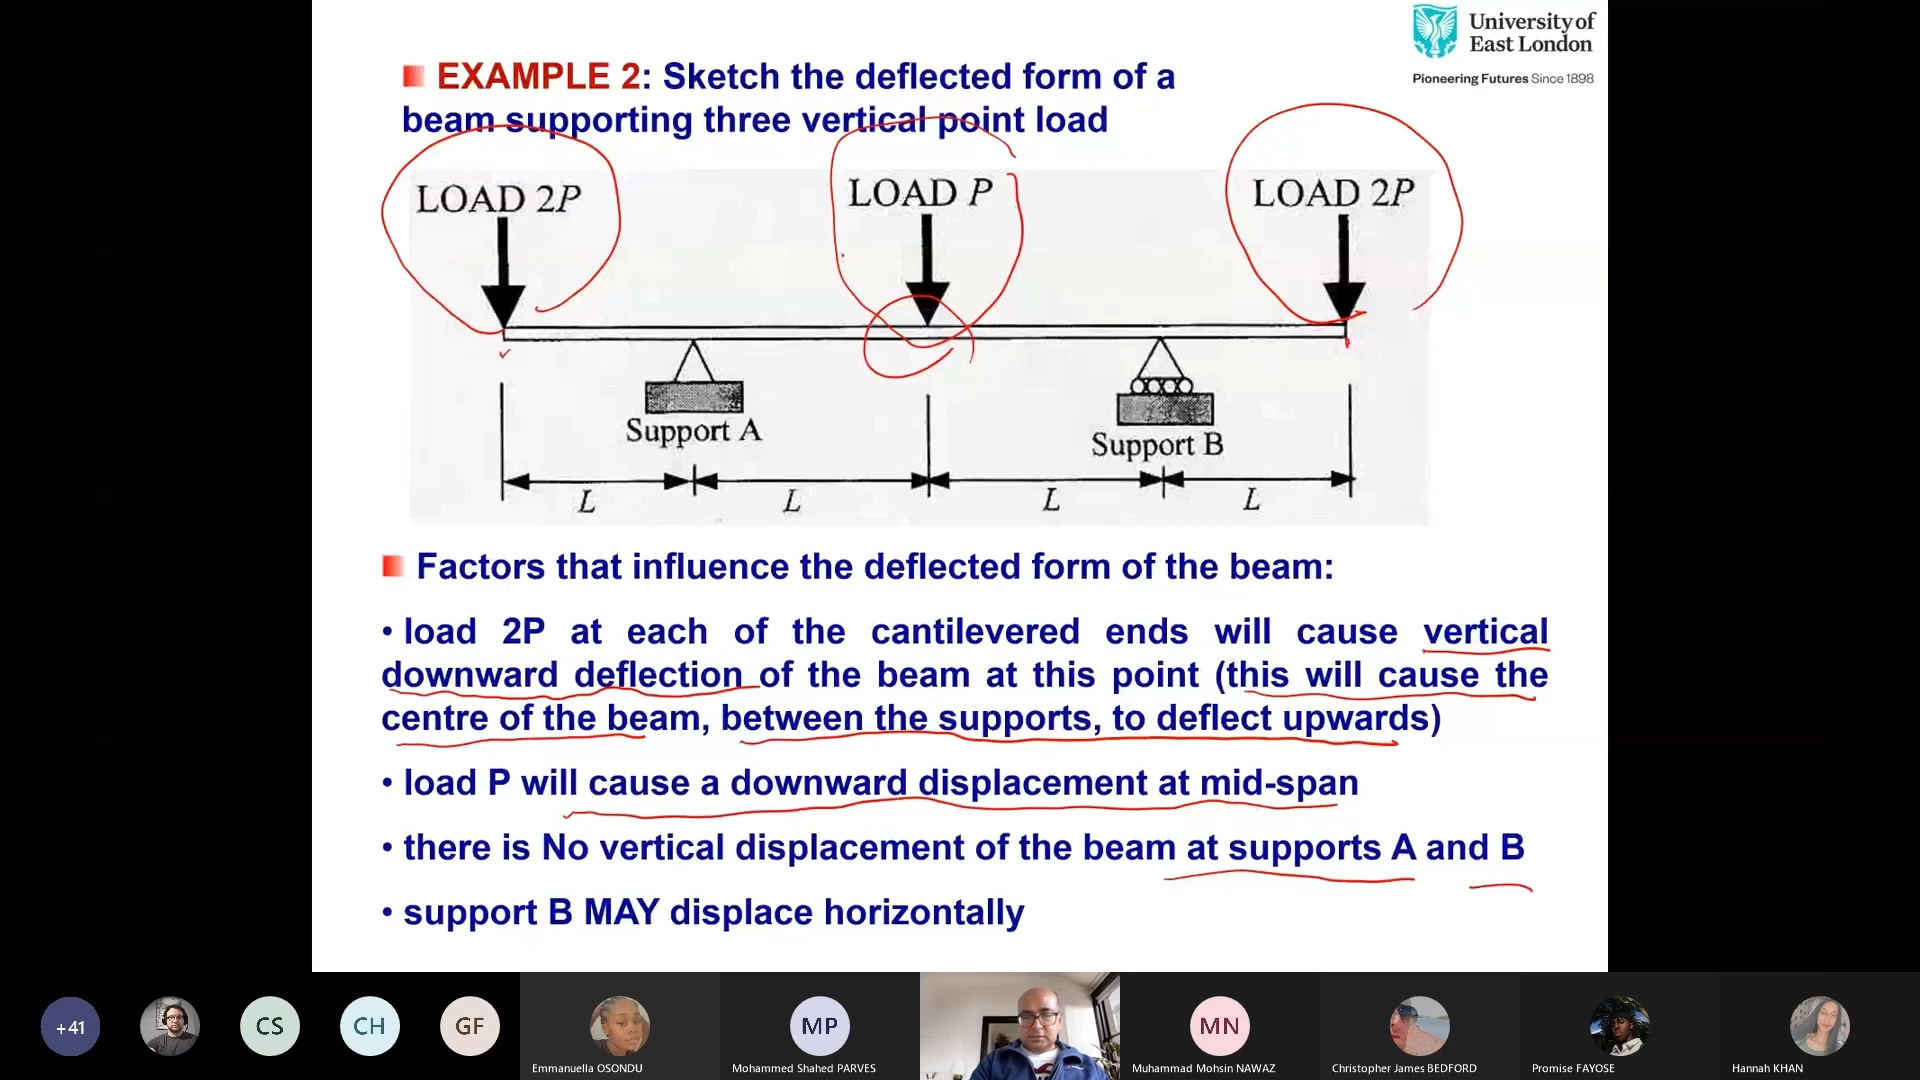 University of
East London
Pioneering Futures Since 1898
EXAMPLE 2: Sketch the deflected form of a
beam supporting three vertical point load
LOAD 2P LOAD P LOAD 2P
Support A
Support B
L L L L
Factors that influence the deflected form of the beam:
• load 2P at each of the cantilevered ends will cause vertical
downward deflection of the beam at this point (this will cause the
centre of the beam, between the supports, to deflect upwards)
• load P will cause a downward displacement at mid-span
• there is No vertical displacement of the beam at supports A and B
• support B MAY displace horizontally
+41 CS CH GF MP MN
Emmanuella OSONDU Mohammed Shahed PARVES Muhammad Mohsin NAWAZ Christopher James BEDFORD Promise FAYOSE Hannah KHAN